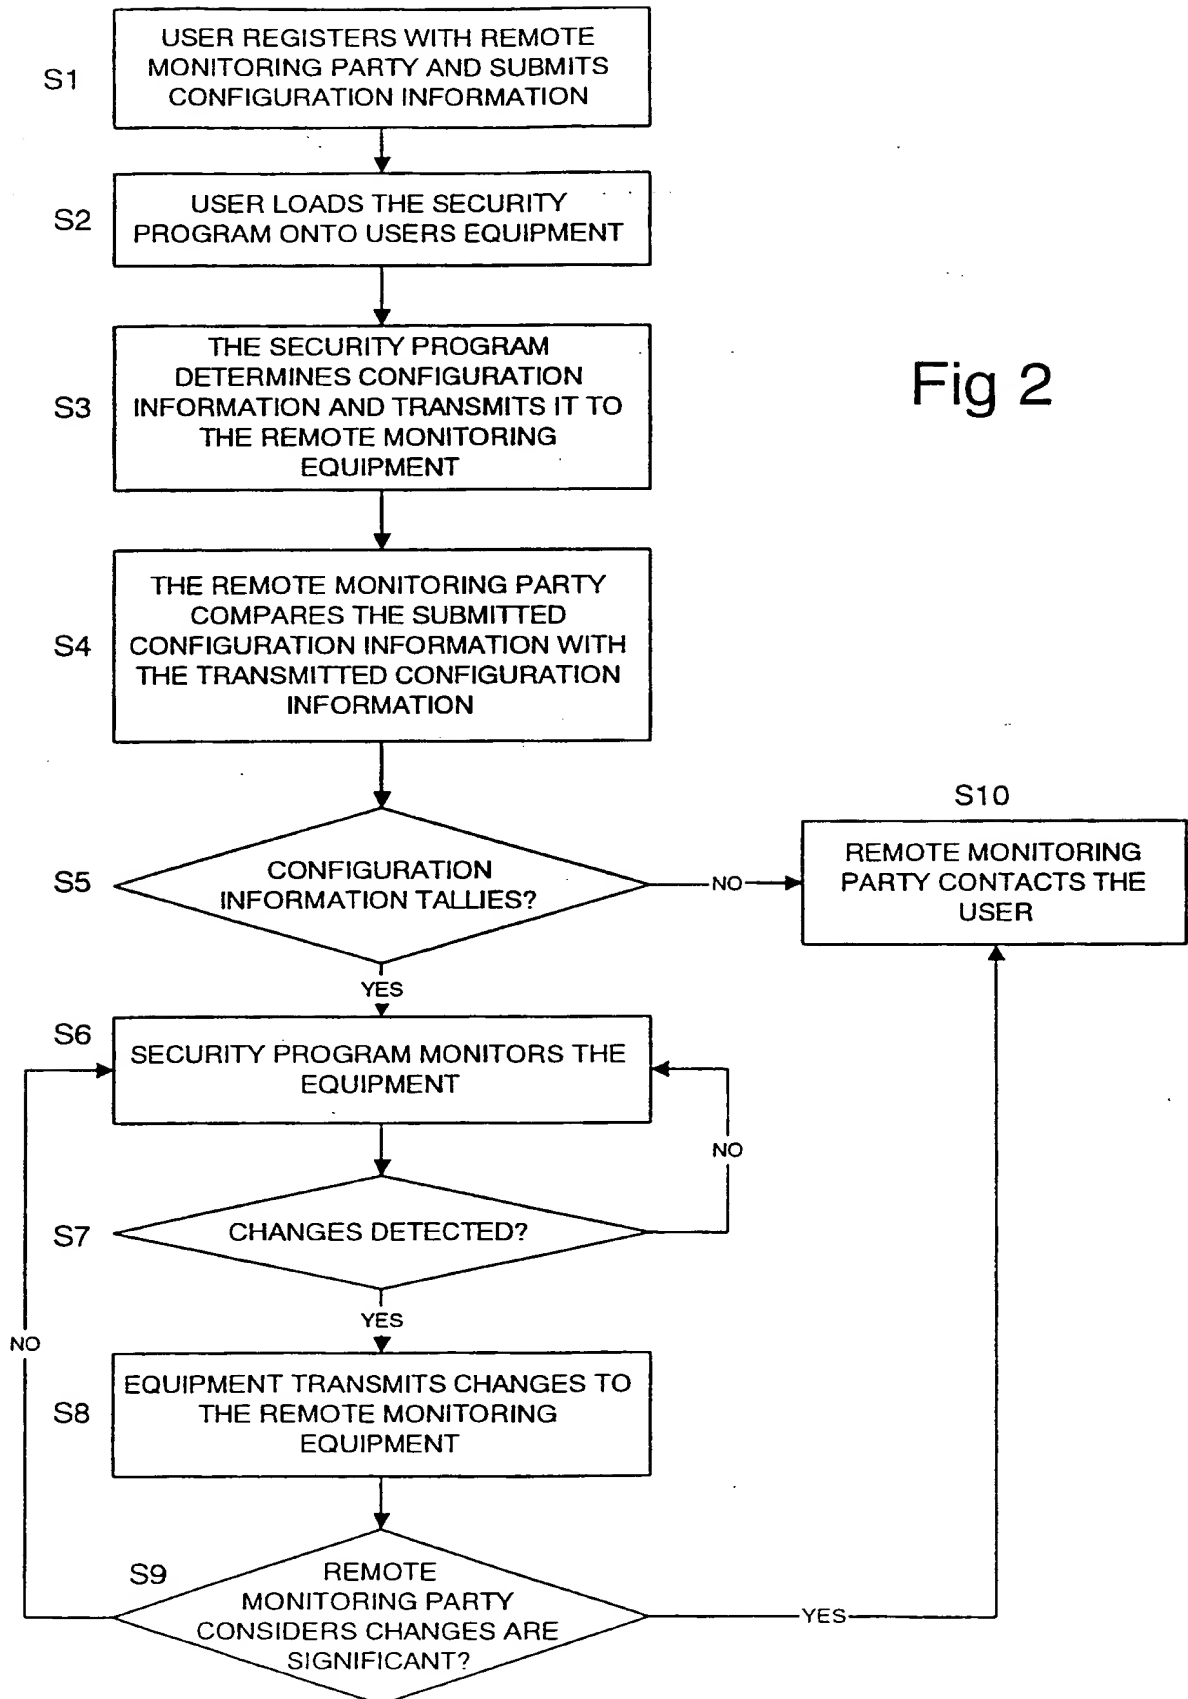 USER REGISTERS WITH REMOTE
MONITORING PARTY AND SUBMITS
CONFIGURATION INFORMATION
S1
USER LOADS THE SECURITY
PROGRAM ONTO USERS EQUIPMENT
S2
THE SECURITY PROGRAM
DETERMINES CONFIGURATION
INFORMATION AND TRANSMITS IT TO
THE REMOTE MONITORING
EQUIPMENT
S3
Fig 2
THE REMOTE MONITORING PARTY
COMPARES THE SUBMITTED
CONFIGURATION INFORMATION WITH
THE TRANSMITTED CONFIGURATION
INFORMATION
S4
S5
CONFIGURATION
INFORMATION TALLIES?
NO
S10
REMOTE MONITORING
PARTY CONTACTS THE
USER
YES
S6
SECURITY PROGRAM MONITORS THE
EQUIPMENT
NO
S7
CHANGES DETECTED?
YES
NO
S8
EQUIPMENT TRANSMITS CHANGES TO
THE REMOTE MONITORING
EQUIPMENT
S9
REMOTE
MONITORING PARTY
CONSIDERS CHANGES ARE
SIGNIFICANT?
YES